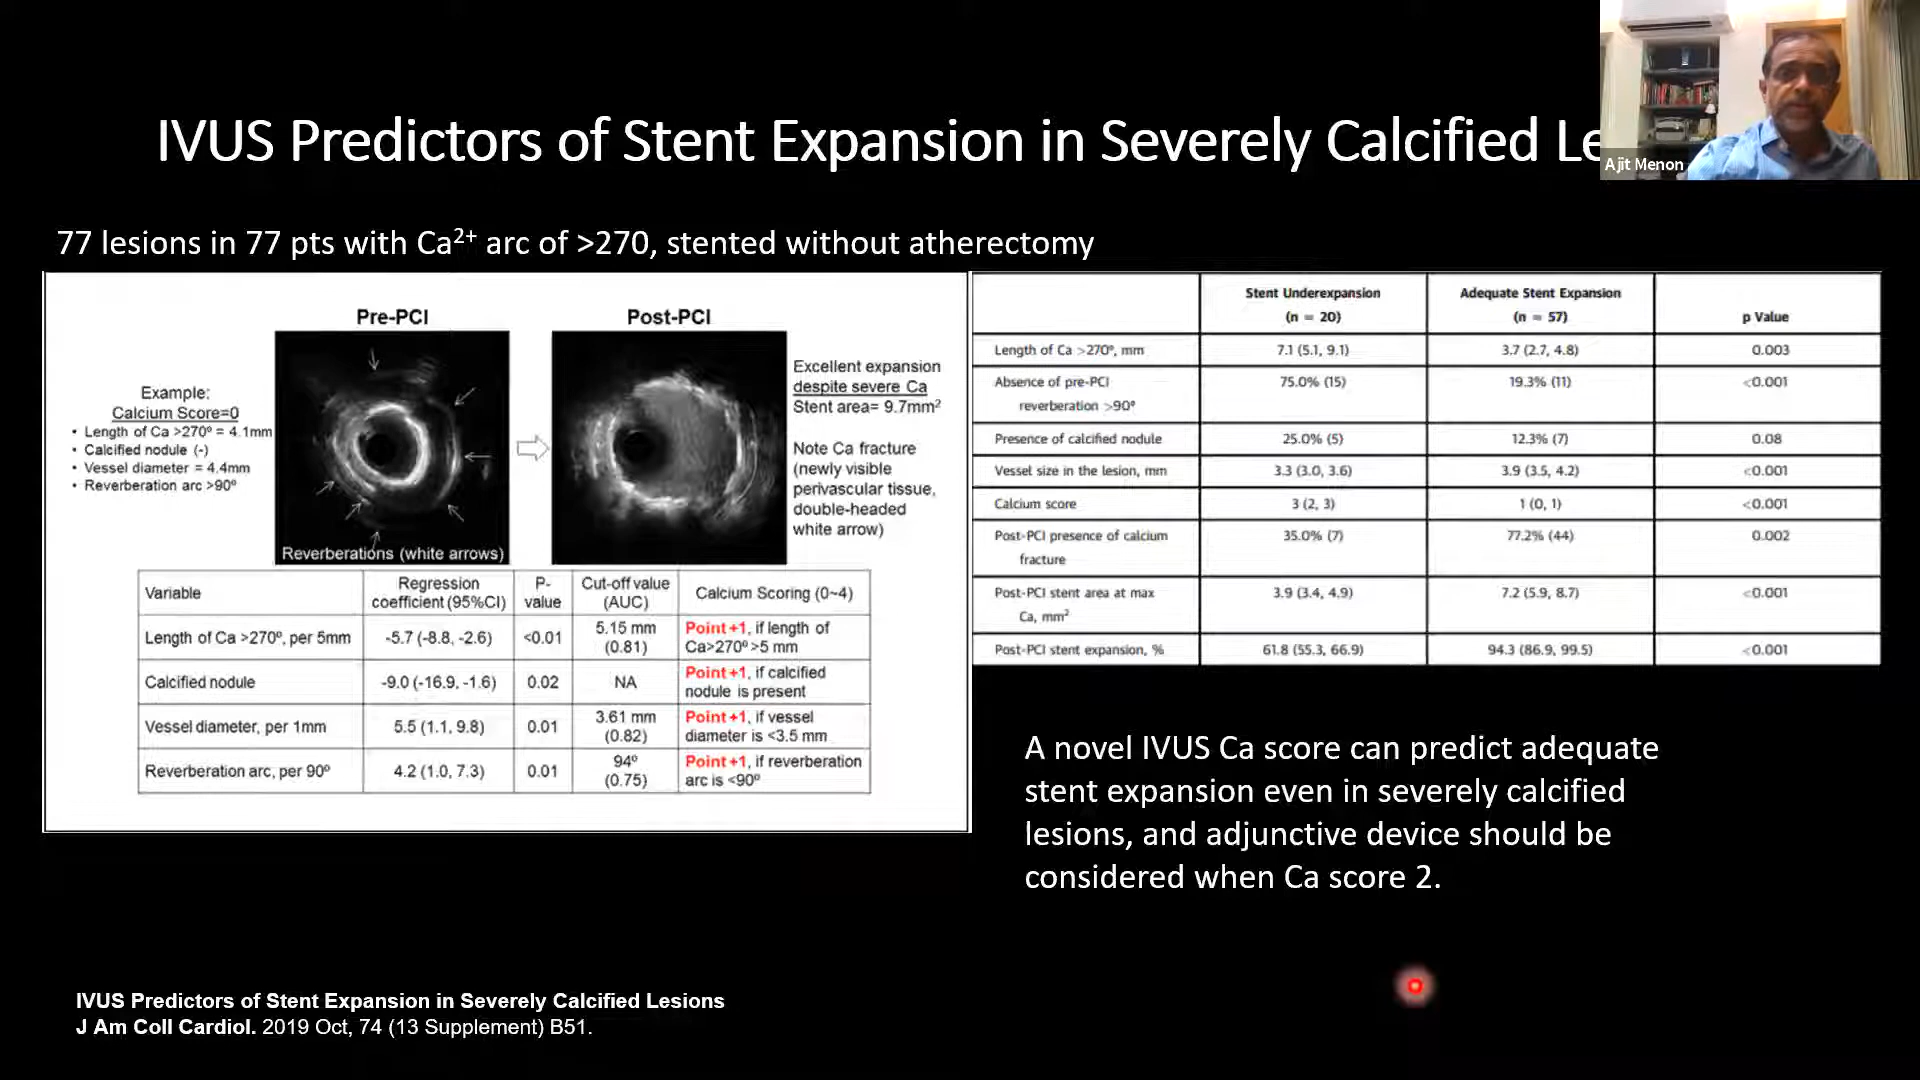 IVUS Predictors of Stent Expansion in Severely Calcified Le
Ajit Menon
77 lesions in 77 pts with Ca²⁺ arc of >270, stented without atherectomy
Pre-PCI
Post-PCI
Example:
Calcium Score=0
• Length of Ca >270º = 4.1mm
• Calcified nodule (-)
• Vessel diameter = 4.4mm
• Reverberation arc >90º
Reverberations (white arrows)
Excellent expansion
despite severe Ca
Stent area= 9.7mm²
Note Ca fracture
(newly visible
perivascular tissue,
double-headed
white arrow)
Variable Regression coefficient (95%CI) P-value Cut-off value (AUC) Calcium Scoring (0~4)
Length of Ca >270º, per 5mm -5.7 (-8.8, -2.6) <0.01 5.15 mm (0.81) Point +1, if length of Ca>270º >5 mm
Calcified nodule -9.0 (-16.9, -1.6) 0.02 NA Point +1, if calcified nodule is present
Vessel diameter, per 1mm 5.5 (1.1, 9.8) 0.01 3.61 mm (0.82) Point +1, if vessel diameter is <3.5 mm
Reverberation arc, per 90º 4.2 (1.0, 7.3) 0.01 94º (0.75) Point +1, if reverberation arc is <90º
Stent Underexpansion (n = 20) Adequate Stent Expansion (n = 57) p Value
Length of Ca >270º, mm 7.1 (5.1, 9.1) 3.7 (2.7, 4.8) 0.003
Absence of pre-PCI reverberation >90º 75.0% (15) 19.3% (11) <0.001
Presence of calcified nodule 25.0% (5) 12.3% (7) 0.08
Vessel size in the lesion, mm 3.3 (3.0, 3.6) 3.9 (3.5, 4.2) <0.001
Calcium score 3 (2, 3) 1 (0, 1) <0.001
Post-PCI presence of calcium fracture 35.0% (7) 77.2% (44) 0.002
Post-PCI stent area at max Ca, mm² 3.9 (3.4, 4.9) 7.2 (5.9, 8.7) <0.001
Post-PCI stent expansion, % 61.8 (55.3, 66.9) 94.3 (86.9, 99.5) <0.001
A novel IVUS Ca score can predict adequate
stent expansion even in severely calcified
lesions, and adjunctive device should be
considered when Ca score 2.
IVUS Predictors of Stent Expansion in Severely Calcified Lesions
J Am Coll Cardiol. 2019 Oct, 74 (13 Supplement) B51.